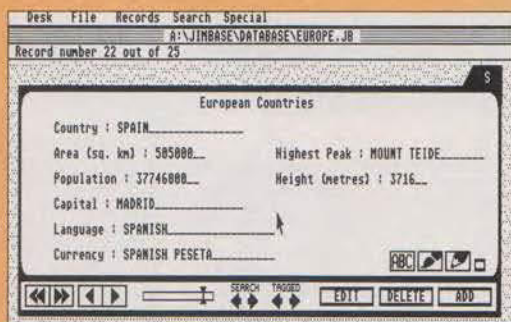 Desk File Records Search Special
A:\JIMBASE\DATABASE\EUROPE.JB
Record number 22 out of 25
S
European Countries
Country : SPAIN
Area (sq. km) : 505000 Highest Peak : MOUNT TEIDE
Population : 37746000 Height (metres) : 3716
Capital : MADRID
Language : SPANISH
Currency : SPANISH PESETA
ABC
SEARCH TAGGED
EDIT DELETE ADD